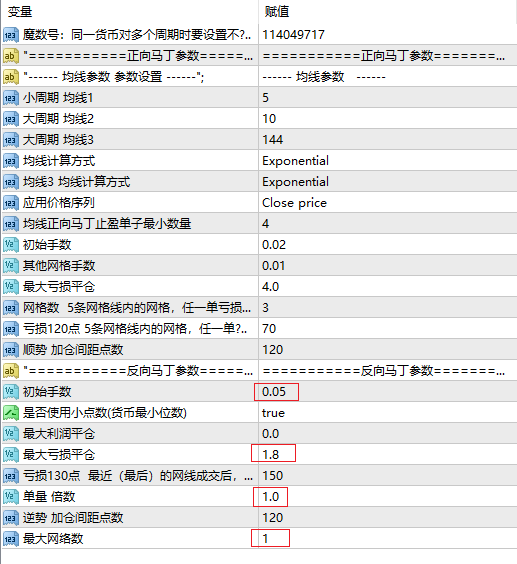 变量 赋值
魔数号：同一货币对多个周期时要设置不?.. 114049717
"===========正向马丁参数=====... ===========正向马丁参数=======...
"------ 均线参数 参数设置 ------"; ------ 均线参数 ------
小周期 均线1 5
大周期 均线2 10
大周期 均线3 144
均线计算方式 Exponential
均线3 均线计算方式 Exponential
应用价格序列 Close price
均线正向马丁止盈单子最小数量 4
初始手数 0.02
其他网格手数 0.01
最大亏损平仓 4.0
网格数 5条网格线内的网格，任一单亏损... 3
亏损120点 5条网格线内的网格，任一单?.. 70
顺势 加仓间距点数 120
"===========反向马丁参数=====... ===========反向马丁参数=======...
初始手数 0.05
是否使用小点数(货币最小位数) true
最大利润平仓 0.0
最大亏损平仓 1.8
亏损130点 最近（最后）的网线成交后，... 150
单量 倍数 1.0
逆势 加仓间距点数 120
最大网络数 1